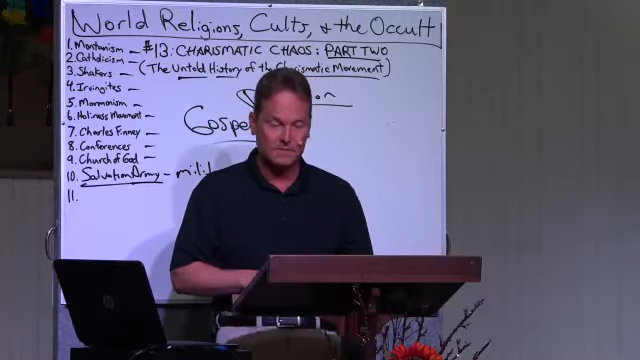 World Religions, Cults, & the Occult
#13: CHARISMATIC CHAOS: PART TWO
(The Untold History of the Charismatic Movement)
1. Montanism -
2. Catholicism -
3. Shakers -
4. Irvingites
5. Mormonism -
6. Holiness Movement -
7. Charles Finney
8. Conferences -
9. Church of God -
10. Salvation Army -
11.
on
Gospe
hp